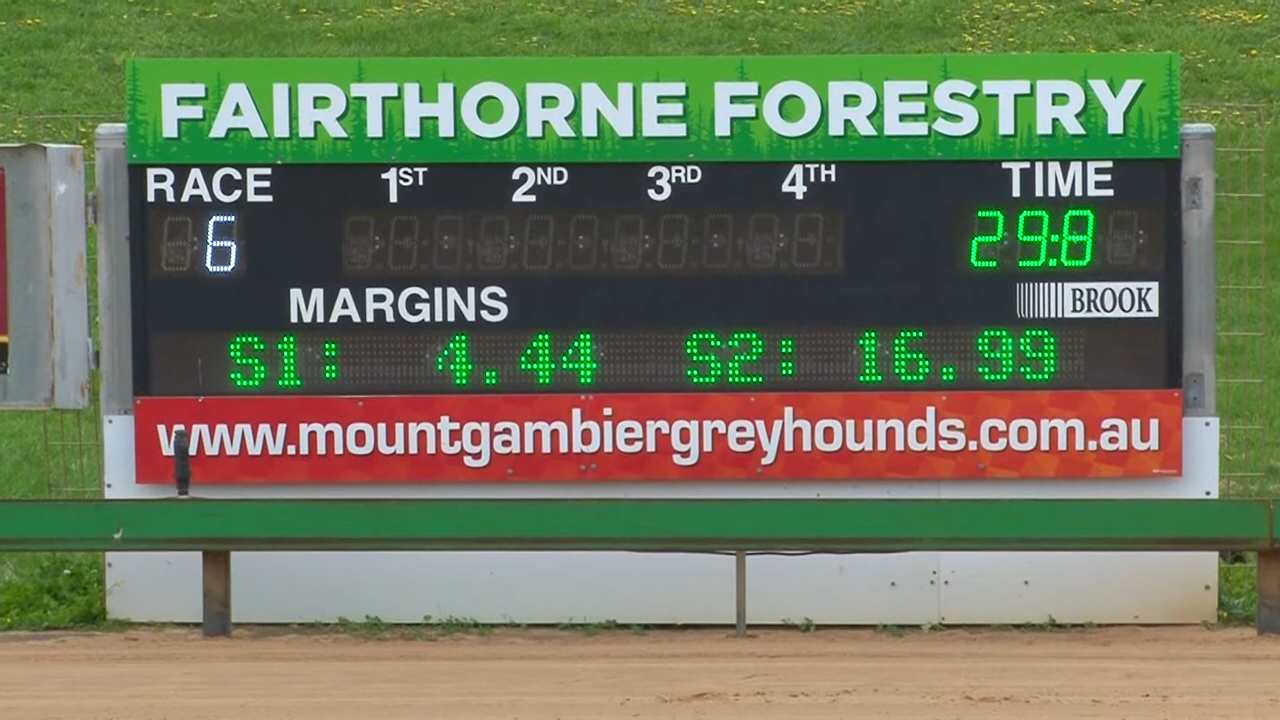 FAIRTHORNE FORESTRY
RACE 1ST 2ND 3RD 4TH TIME
6 29:8
MARGINS BROOK
S1: 4.44 S2: 16.99
www.mountgambiergreyhounds.com.au